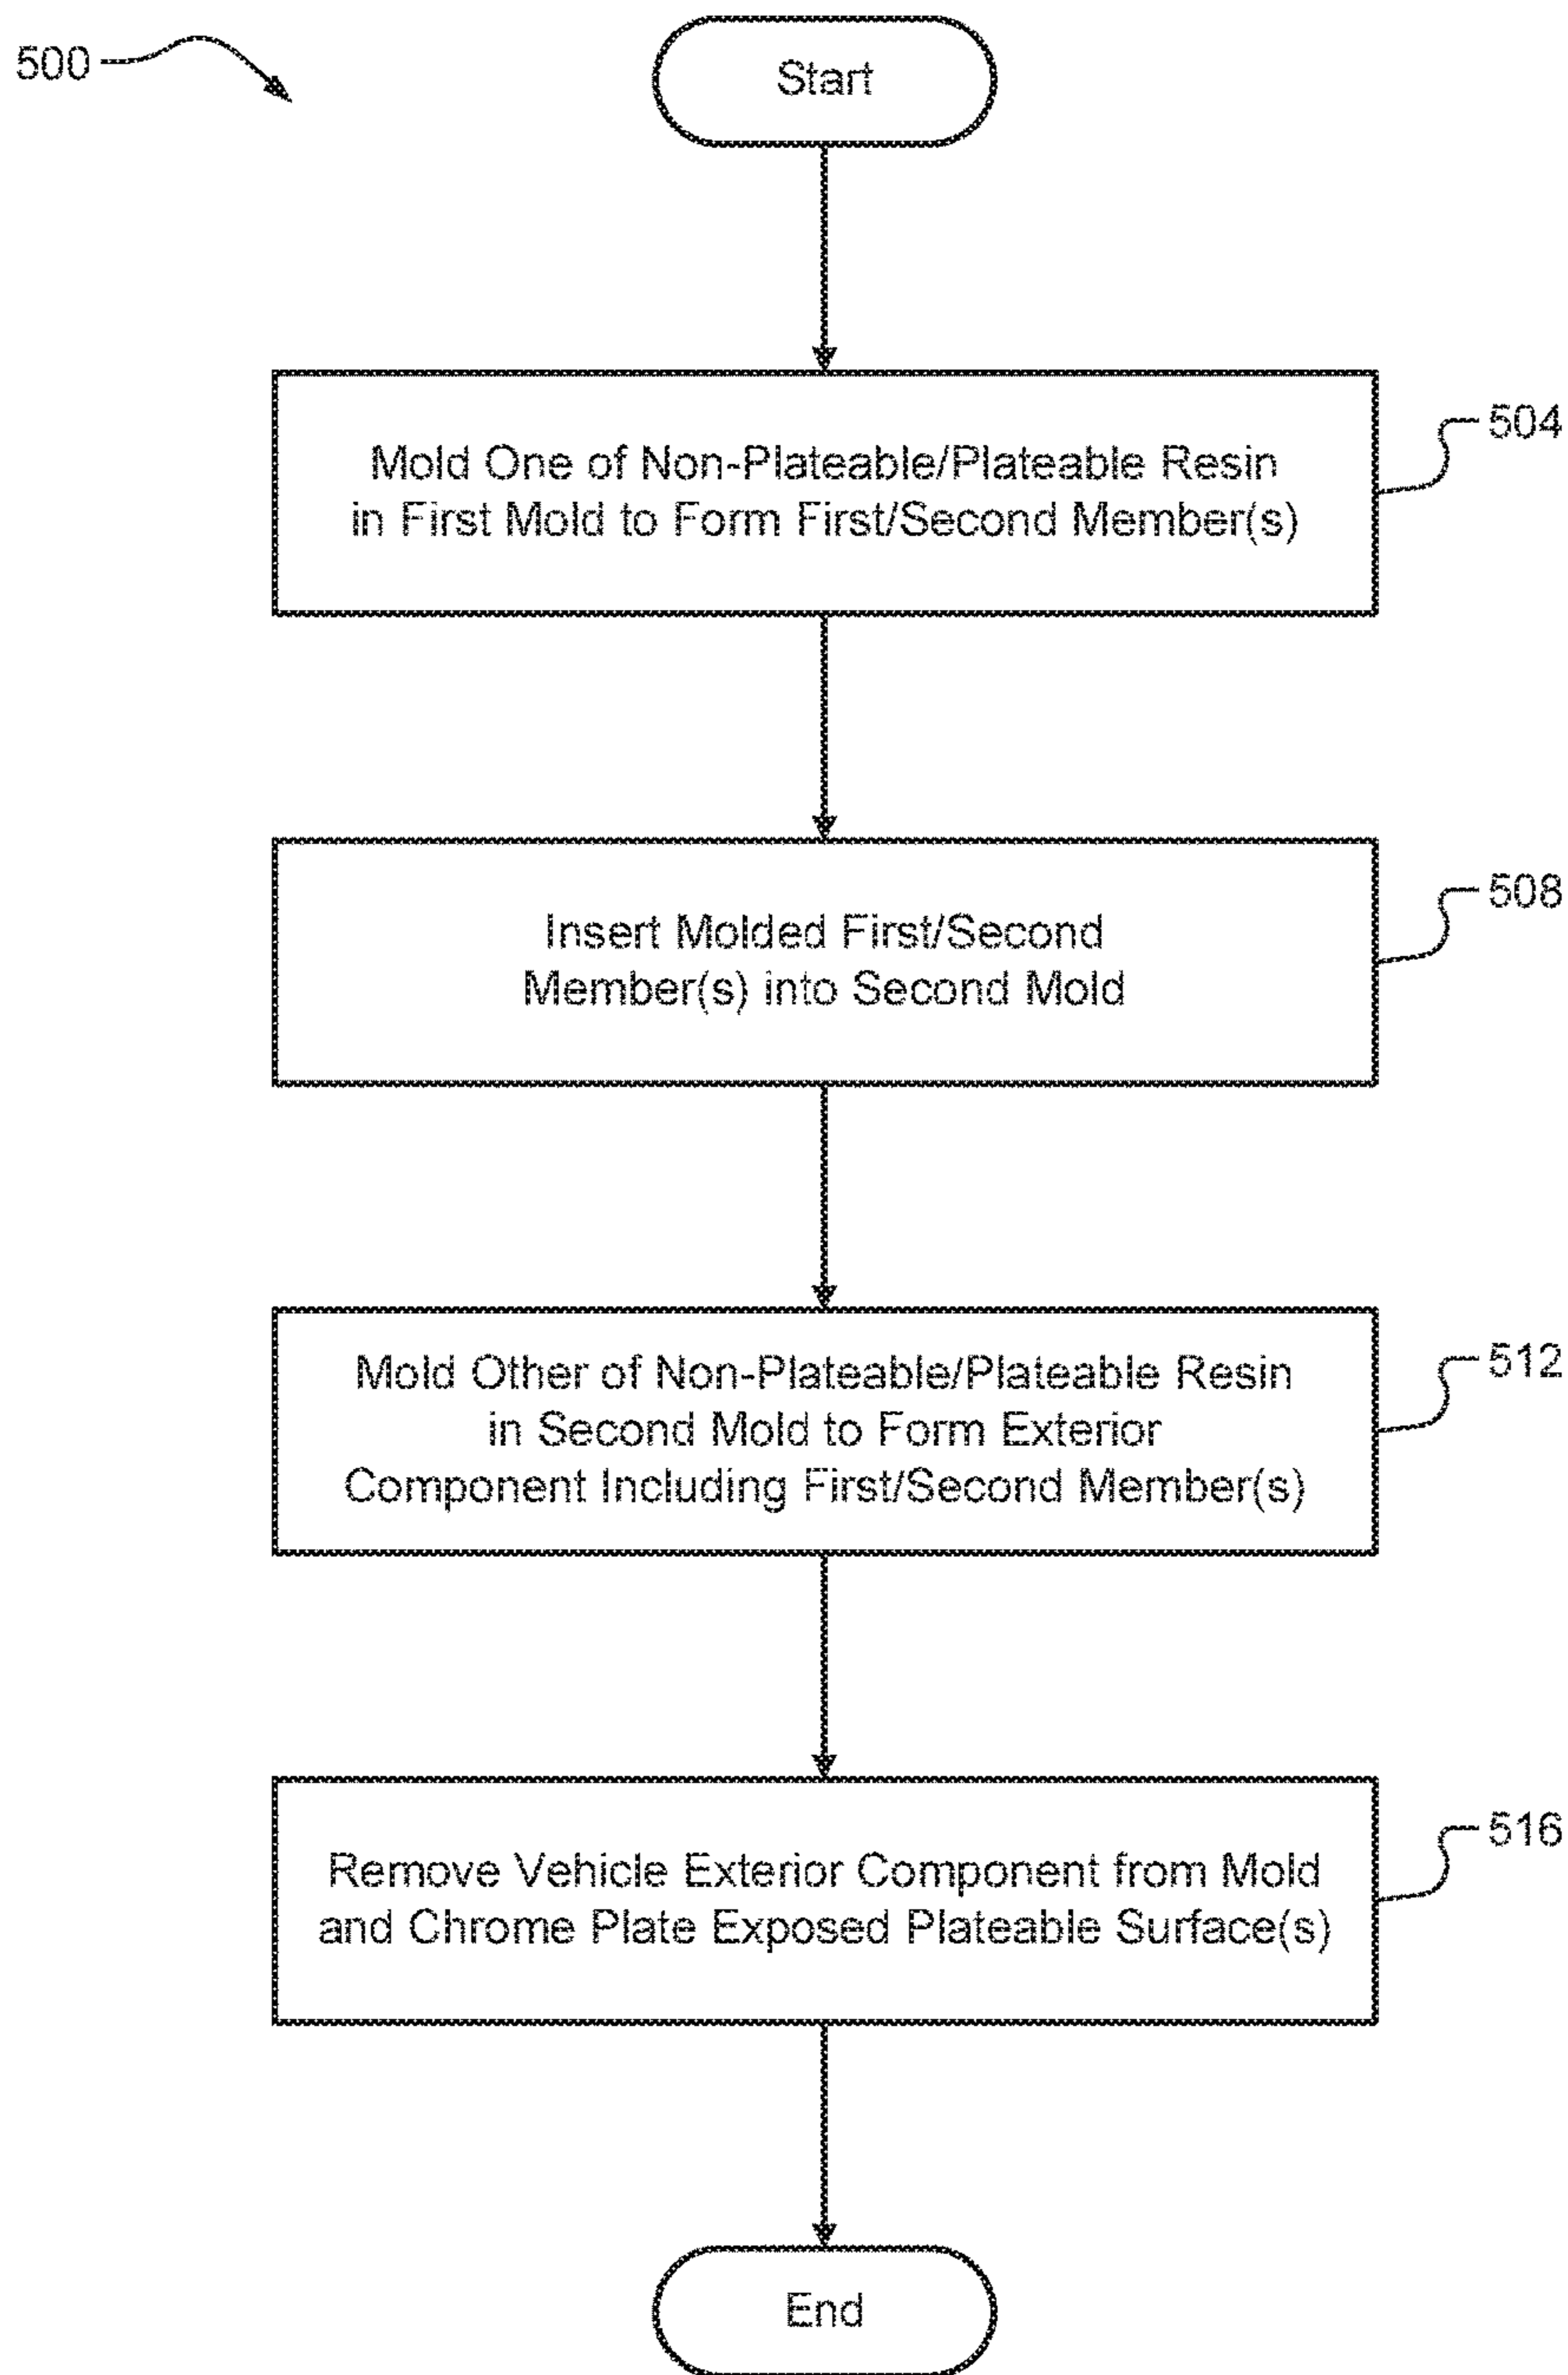 500
Start
Mold One of Non-Plateable/Plateable Resin
in First Mold to Form First/Second Member(s)
504
Insert Molded First/Second
Member(s) into Second Mold
508
Mold Other of Non-Plateable/Plateable Resin
in Second Mold to Form Exterior
Component Including First/Second Member(s)
512
Remove Vehicle Exterior Component from Mold
and Chrome Plate Exposed Plateable Surface(s)
516
End